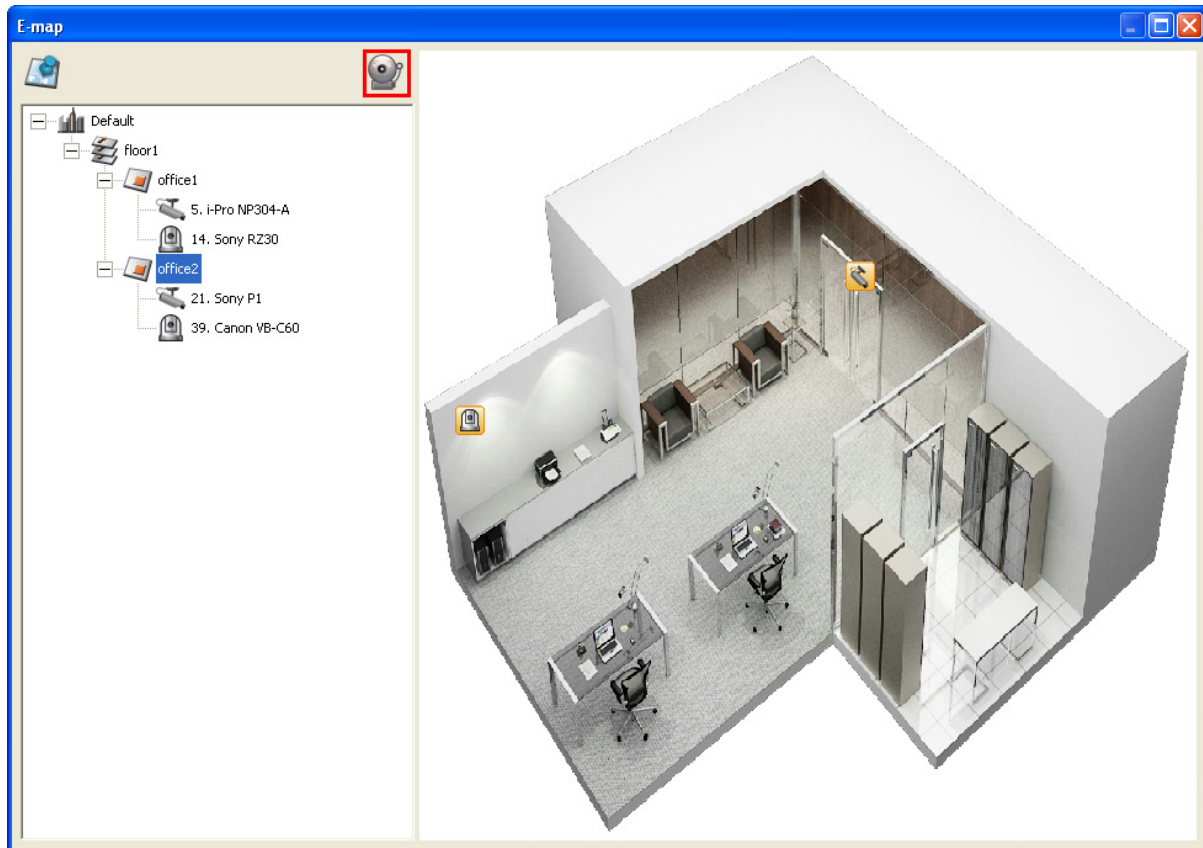 E-map
Default
floor1
office1
5. i-Pro NP304-A
14. Sony RZ30
office2
21. Sony P1
39. Canon VB-C60